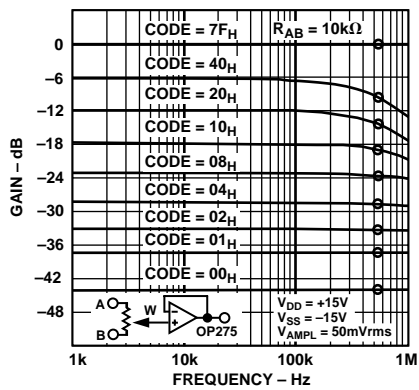 CODE = 7F_H
R_AB = 10kΩ
CODE = 40_H
CODE = 20_H
CODE = 10_H
CODE = 08_H
CODE = 04_H
CODE = 02_H
CODE = 01_H
CODE = 00_H
0
–6
–12
–18
–24
–30
–36
–42
–48
GAIN – dB
A
B
W
–
+
OP275
V_DD = +15V
V_SS = –15V
V_AMPL = 50mVrms
1k
10k
100k
1M
FREQUENCY – Hz